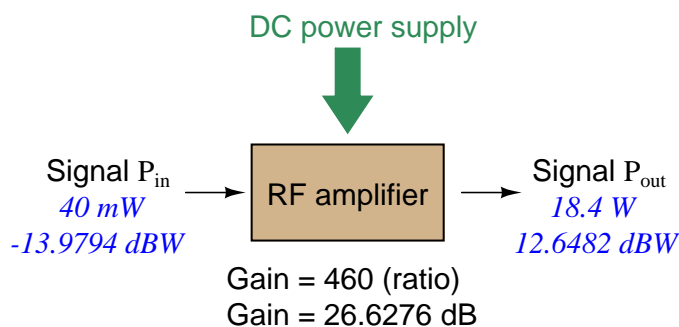 DC power supply
Signal Pin
40 mW
-13.9794 dBW
RF amplifier
Signal Pout
18.4 W
12.6482 dBW
Gain = 460 (ratio)
Gain = 26.6276 dB